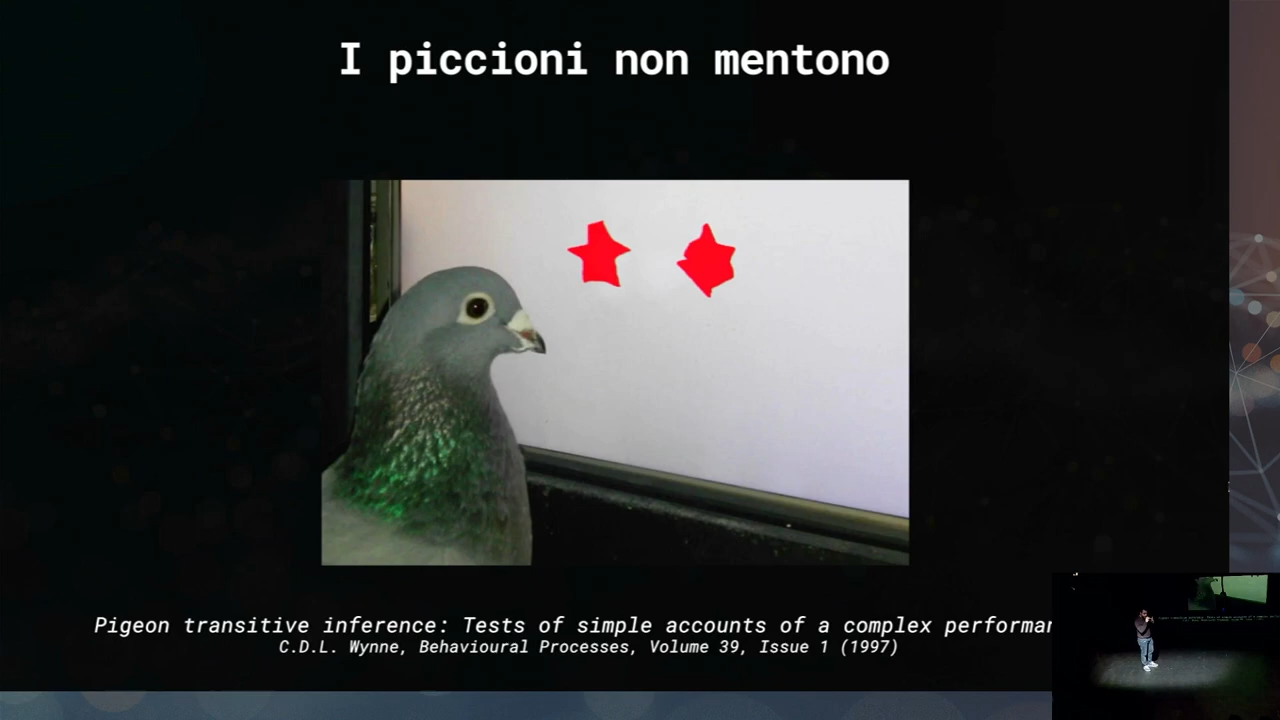 I piccioni non mentono
Pigeon transitive inference: Tests of simple accounts of a complex performan
C.D.L. Wynne, Behavioural Processes, Volume 39, Issue 1 (1997)